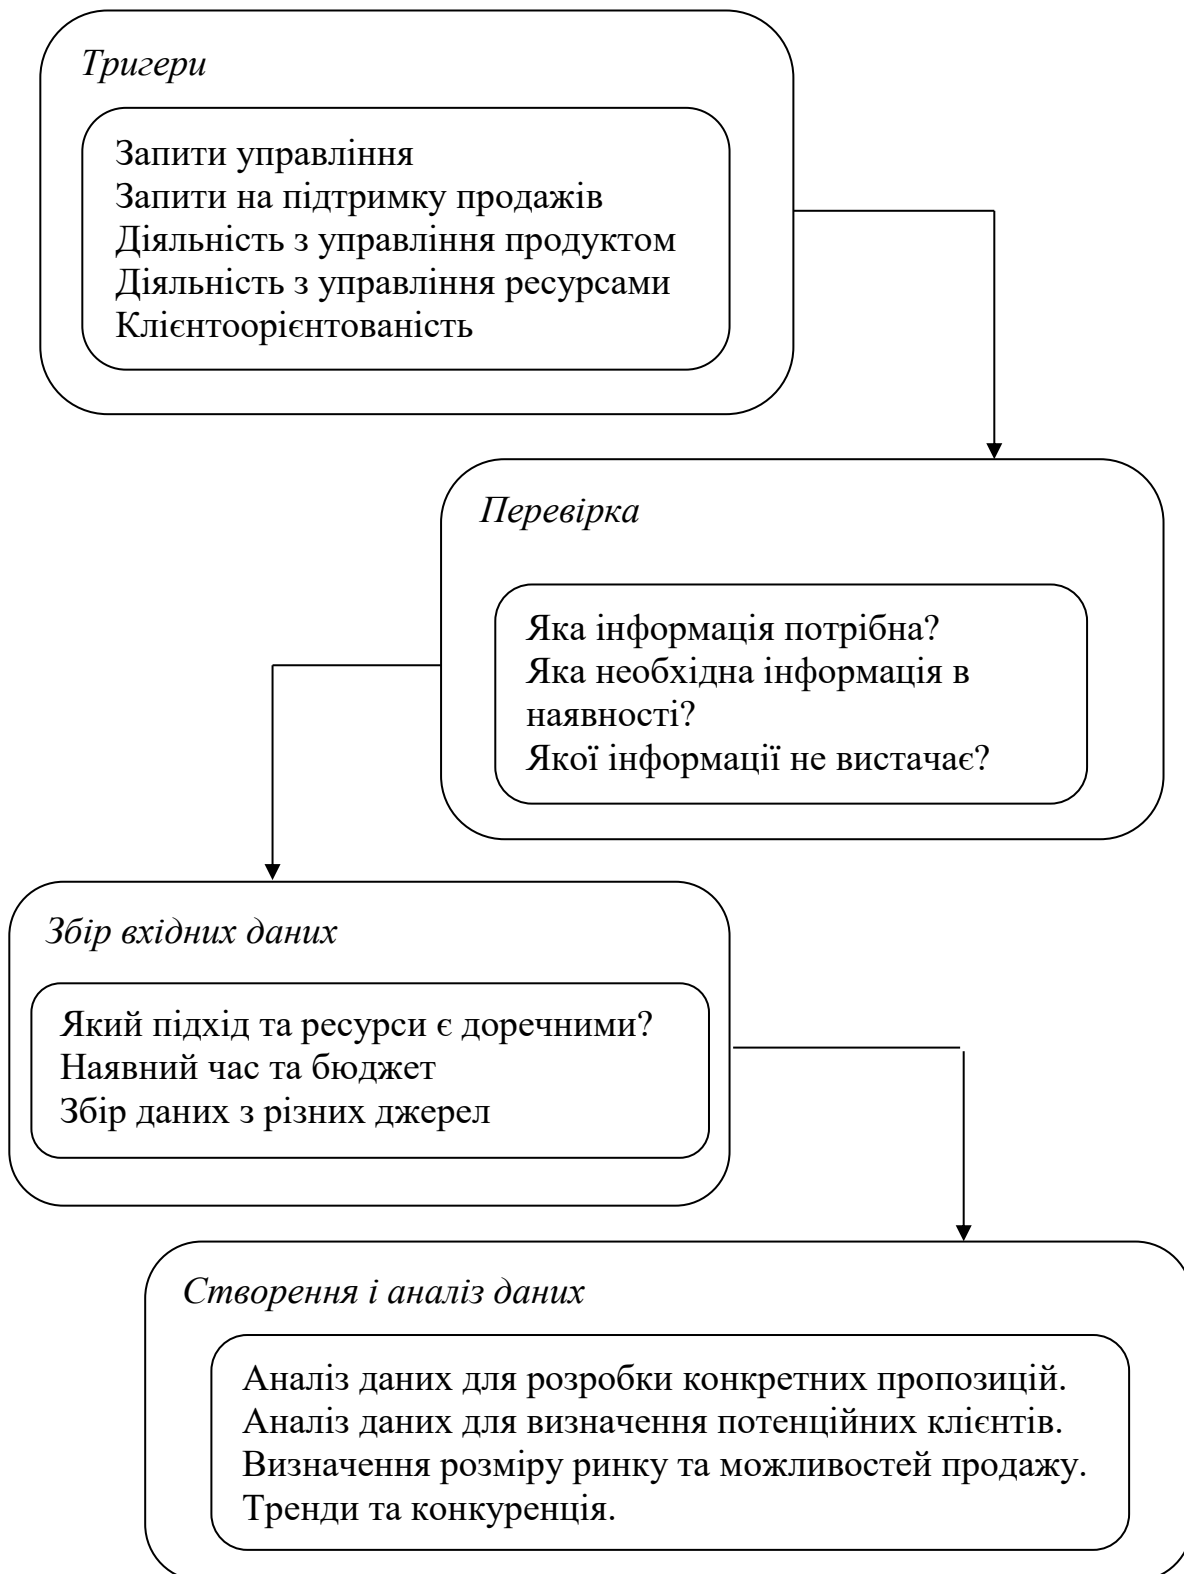 Тригери
Запити управління
Запити на підтримку продажів
Діяльність з управління продуктом
Діяльність з управління ресурсами
Клієнтоорієнтованість
Перевірка
Яка інформація потрібна?
Яка необхідна інформація в
наявності?
Якої інформації не вистачає?
Збір вхідних даних
Який підхід та ресурси є доречними?
Наявний час та бюджет
Збір даних з різних джерел
Створення і аналіз даних
Аналіз даних для розробки конкретних пропозицій.
Аналіз даних для визначення потенційних клієнтів.
Визначення розміру ринку та можливостей продажу.
Тренди та конкуренція.